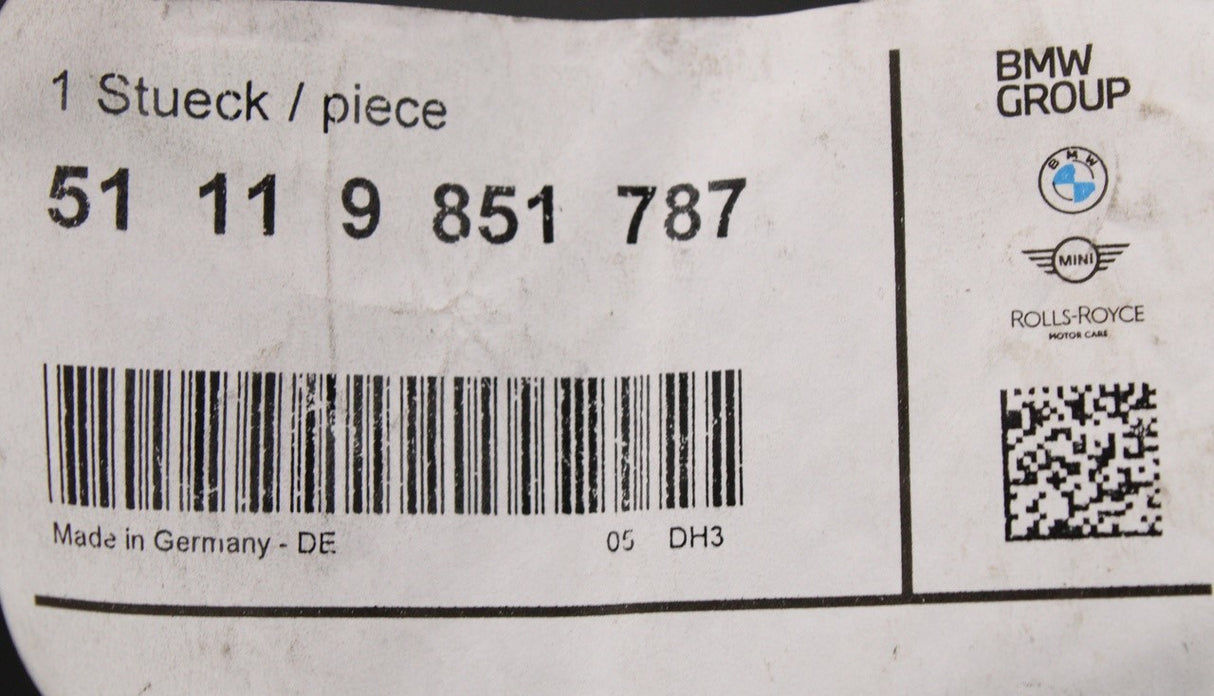 1 Stueck / piece
51 11 9 851 787
Made in Germany - DE
05 DH3
BMW
GROUP
BMW
MINI
ROLLS-ROYCE
MOTOR CARS